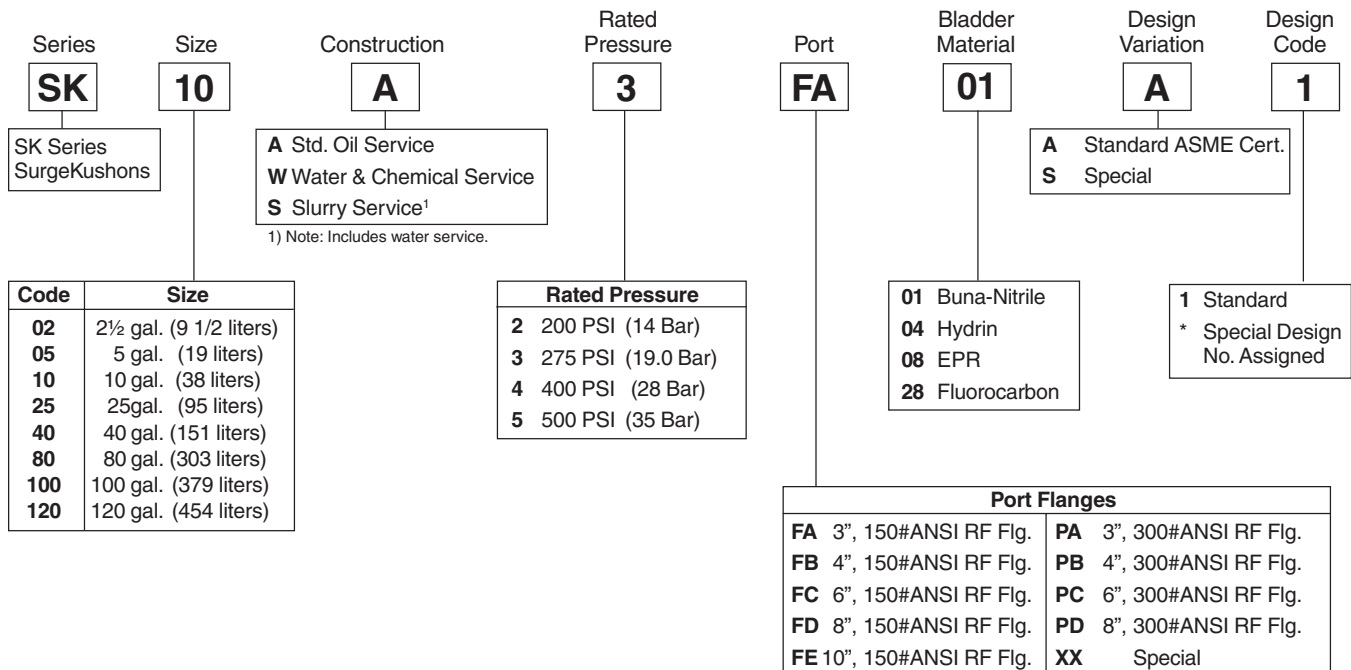 Series
Size
Construction
Rated
Pressure
Port
Bladder
Material
Design
Variation
Design
Code
SK
10
A
3
FA
01
A
1
SK Series
SurgeKushons
A Std. Oil Service
W Water & Chemical Service
S Slurry Service¹
1) Note: Includes water service.
A Standard ASME Cert.
S Special
Code Size
02 2½ gal. (9 1/2 liters)
05 5 gal. (19 liters)
10 10 gal. (38 liters)
25 25gal. (95 liters)
40 40 gal. (151 liters)
80 80 gal. (303 liters)
100 100 gal. (379 liters)
120 120 gal. (454 liters)
Rated Pressure
2 200 PSI (14 Bar)
3 275 PSI (19.0 Bar)
4 400 PSI (28 Bar)
5 500 PSI (35 Bar)
01 Buna-Nitrile
04 Hydrin
08 EPR
28 Fluorocarbon
1 Standard
* Special Design
No. Assigned
Port Flanges
FA 3”, 150#ANSI RF Flg. PA 3”, 300#ANSI RF Flg.
FB 4”, 150#ANSI RF Flg. PB 4”, 300#ANSI RF Flg.
FC 6”, 150#ANSI RF Flg. PC 6”, 300#ANSI RF Flg.
FD 8”, 150#ANSI RF Flg. PD 8”, 300#ANSI RF Flg.
FE 10”, 150#ANSI RF Flg. XX Special